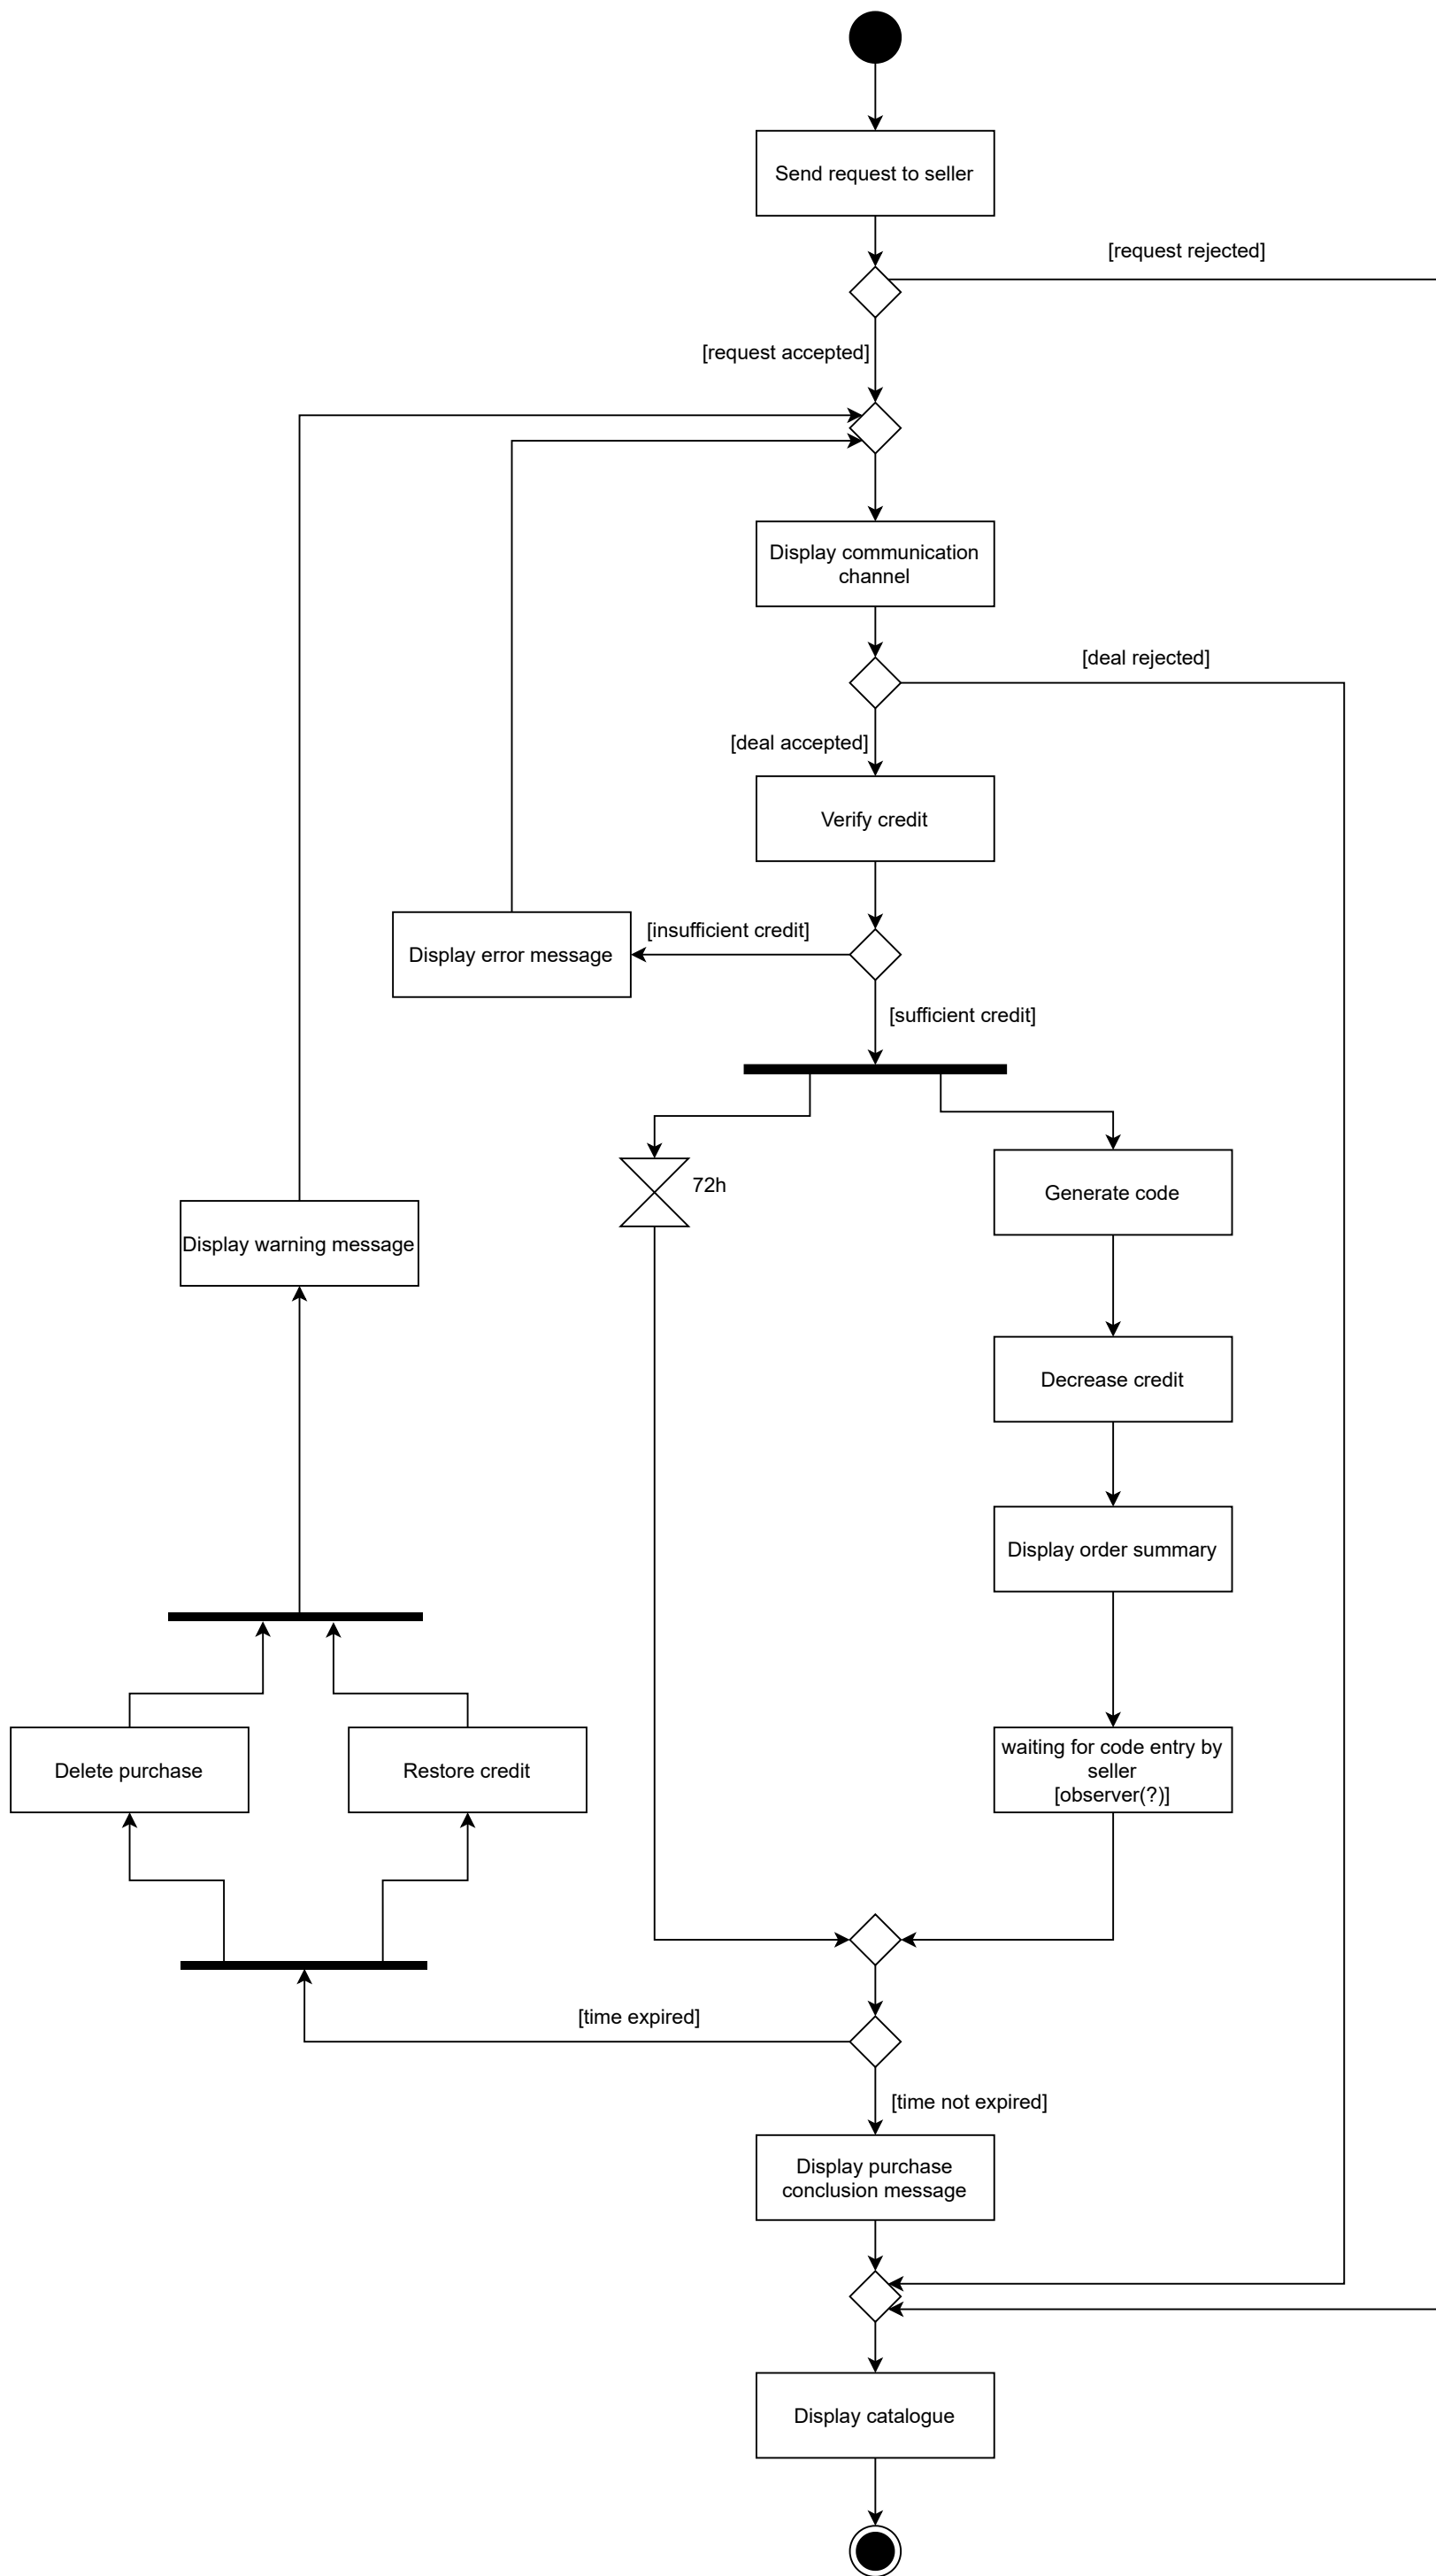 Send request to seller
[request rejected]
[request accepted]
Display communication
channel
[deal rejected]
[deal accepted]
Verify credit
[insufficient credit]
Display error message
[sufficient credit]
72h
Generate code
Display warning message
Decrease credit
Display order summary
Delete purchase
Restore credit
waiting for code entry by
seller
[observer(?)]
[time expired]
[time not expired]
Display purchase
conclusion message
Display catalogue